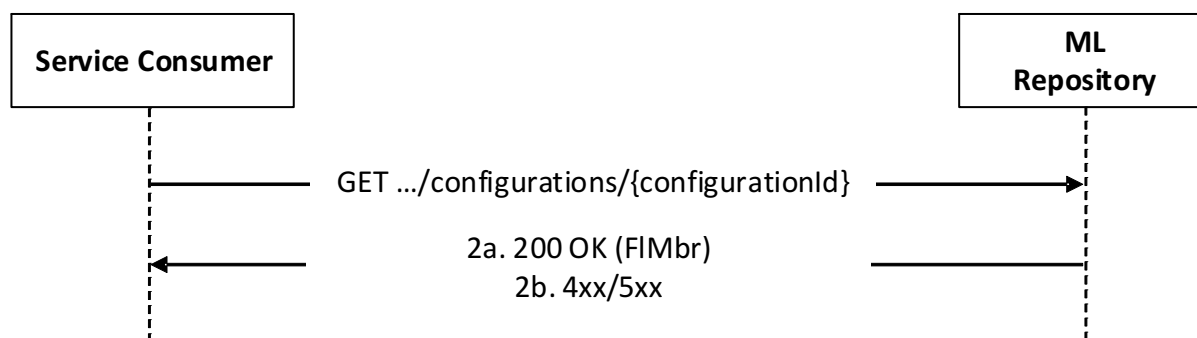 Service Consumer
ML
Repository
GET …/configurations/{configurationId}
2a. 200 OK (FlMbr)
2b. 4xx/5xx